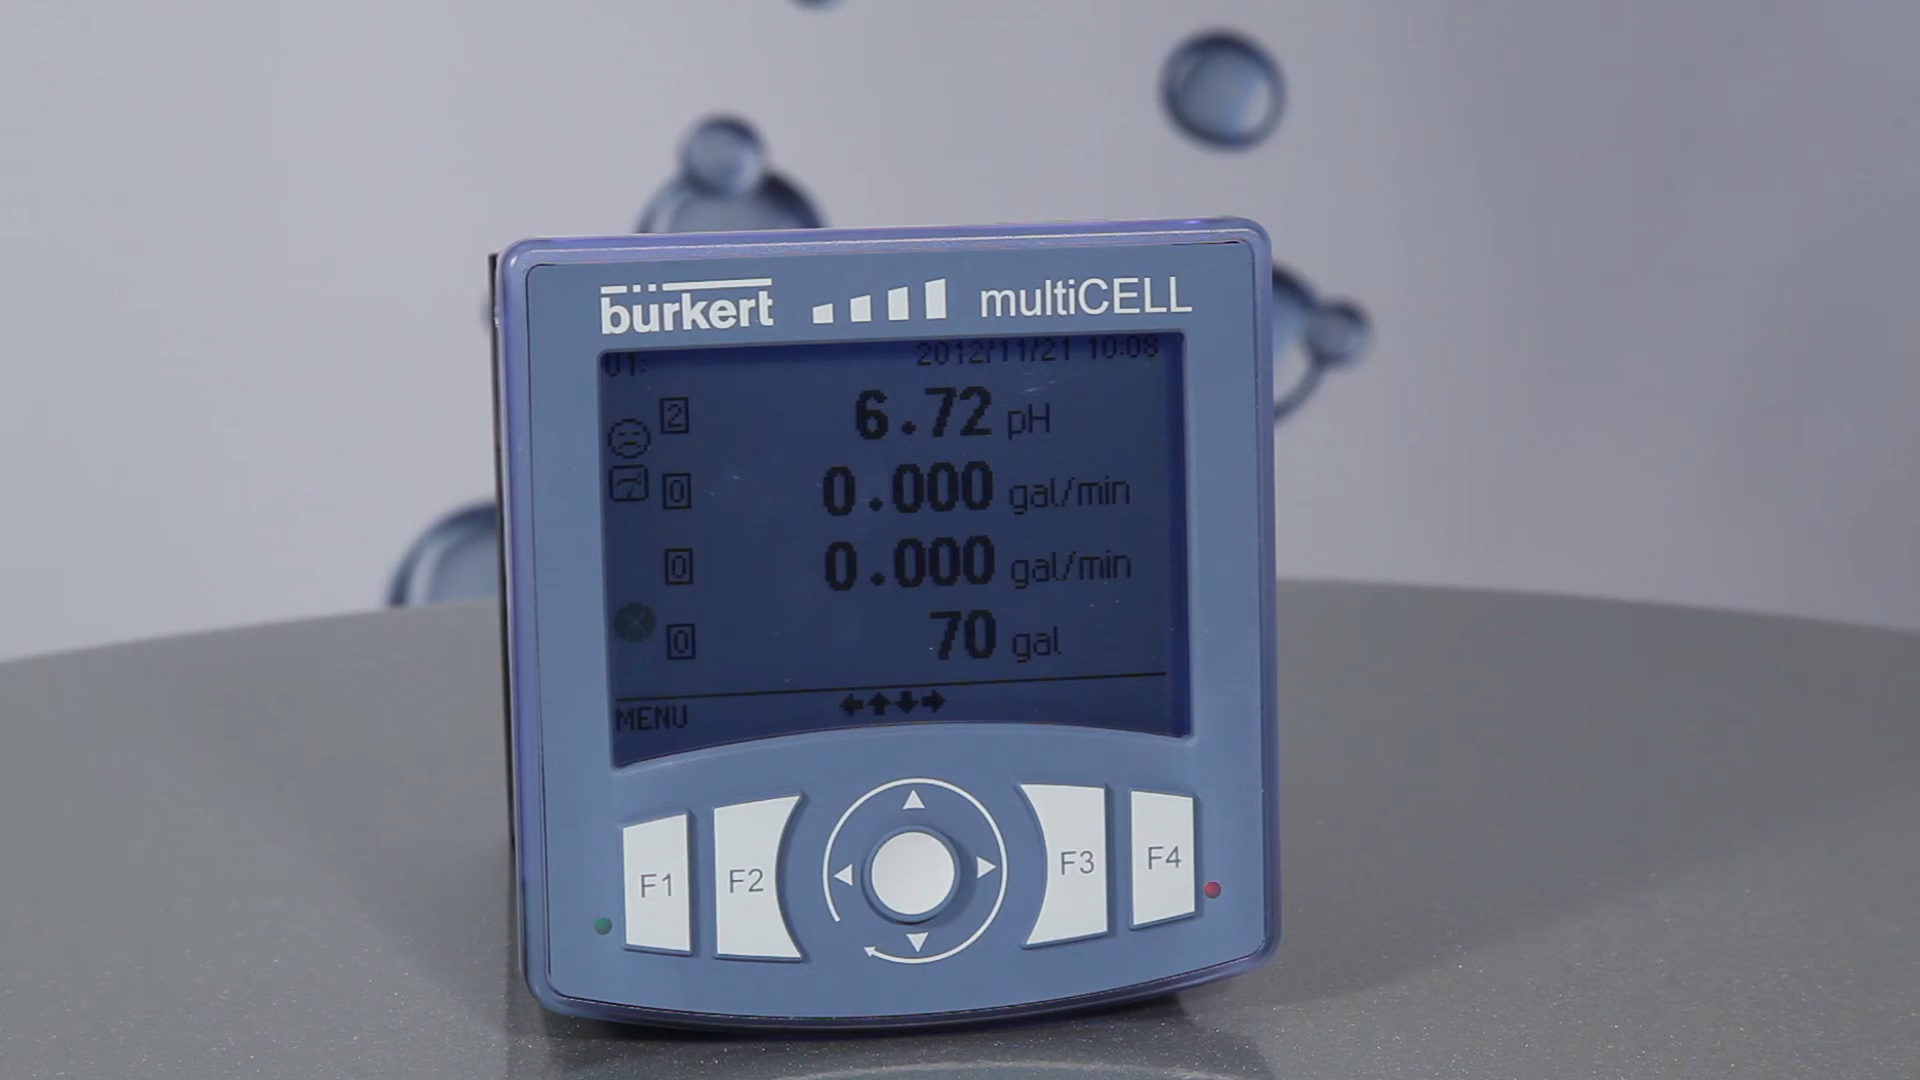 bürkert multiCELL
01: 2012/11/21 10:08
2 6.72 pH
0 0.000 gal/min
0 0.000 gal/min
0 70 gal
MENU
F1 F2 F3 F4